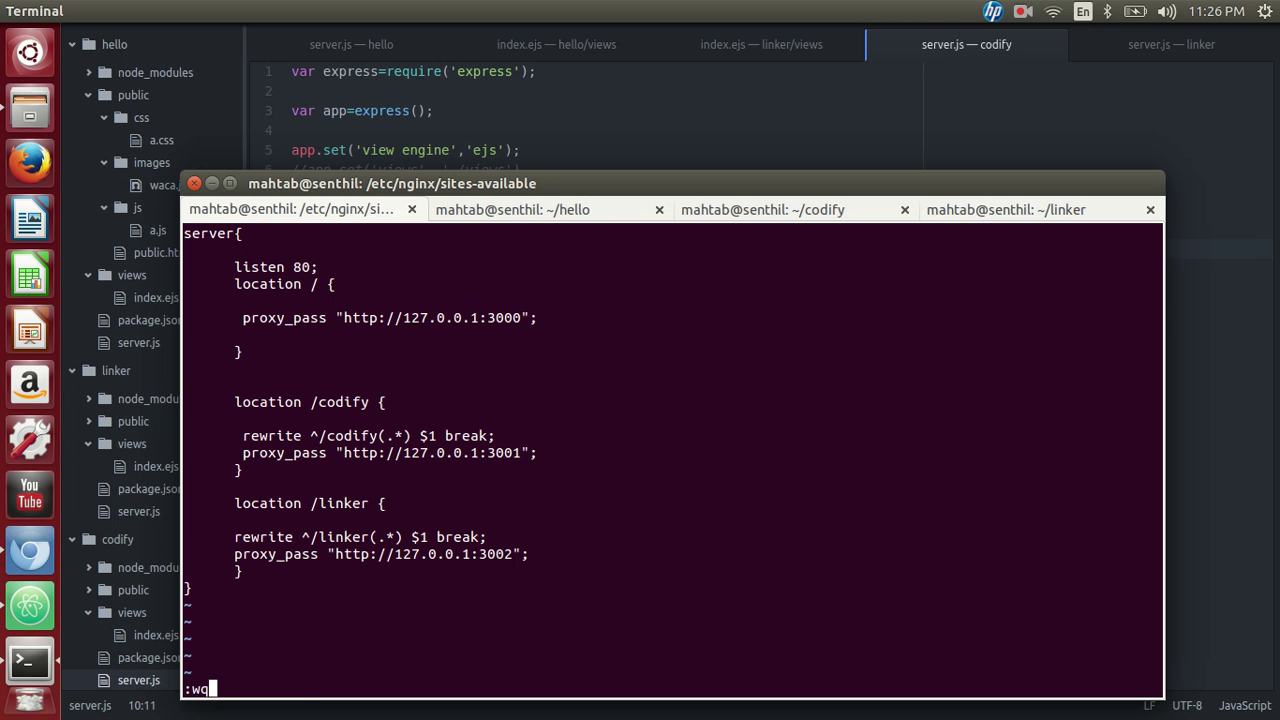 Terminal
hp
En
11:26 PM
hello
node_modules
public
css
a.css
images
waca.
js
a.js
public.ht
views
index.ejs
package.json
server.js
linker
node_modu
public
views
index.ejs
package.json
server.js
codify
node_modu
public
views
index.ejs
package.json
server.js
server.js — hello
index.ejs — hello/views
index.ejs — linker/views
server.js — codify
server.js — linker
1 var express=require('express');
2
3 var app=express();
4
5 app.set('view engine','ejs');
mahtab@senthil: /etc/nginx/sites-available
mahtab@senthil: /etc/nginx/si...
mahtab@senthil: ~/hello
mahtab@senthil: ~/codify
mahtab@senthil: ~/linker
server{
listen 80;
location / {
proxy_pass "http://127.0.0.1:3000";
}
location /codify {
rewrite ^/codify(.*) $1 break;
proxy_pass "http://127.0.0.1:3001";
}
location /linker {
rewrite ^/linker(.*) $1 break;
proxy_pass "http://127.0.0.1:3002";
}
}
~
~
~
~
~
:wq
a
You
Tube
>_
server.js
10:11
LF
UTF-8
JavaScript